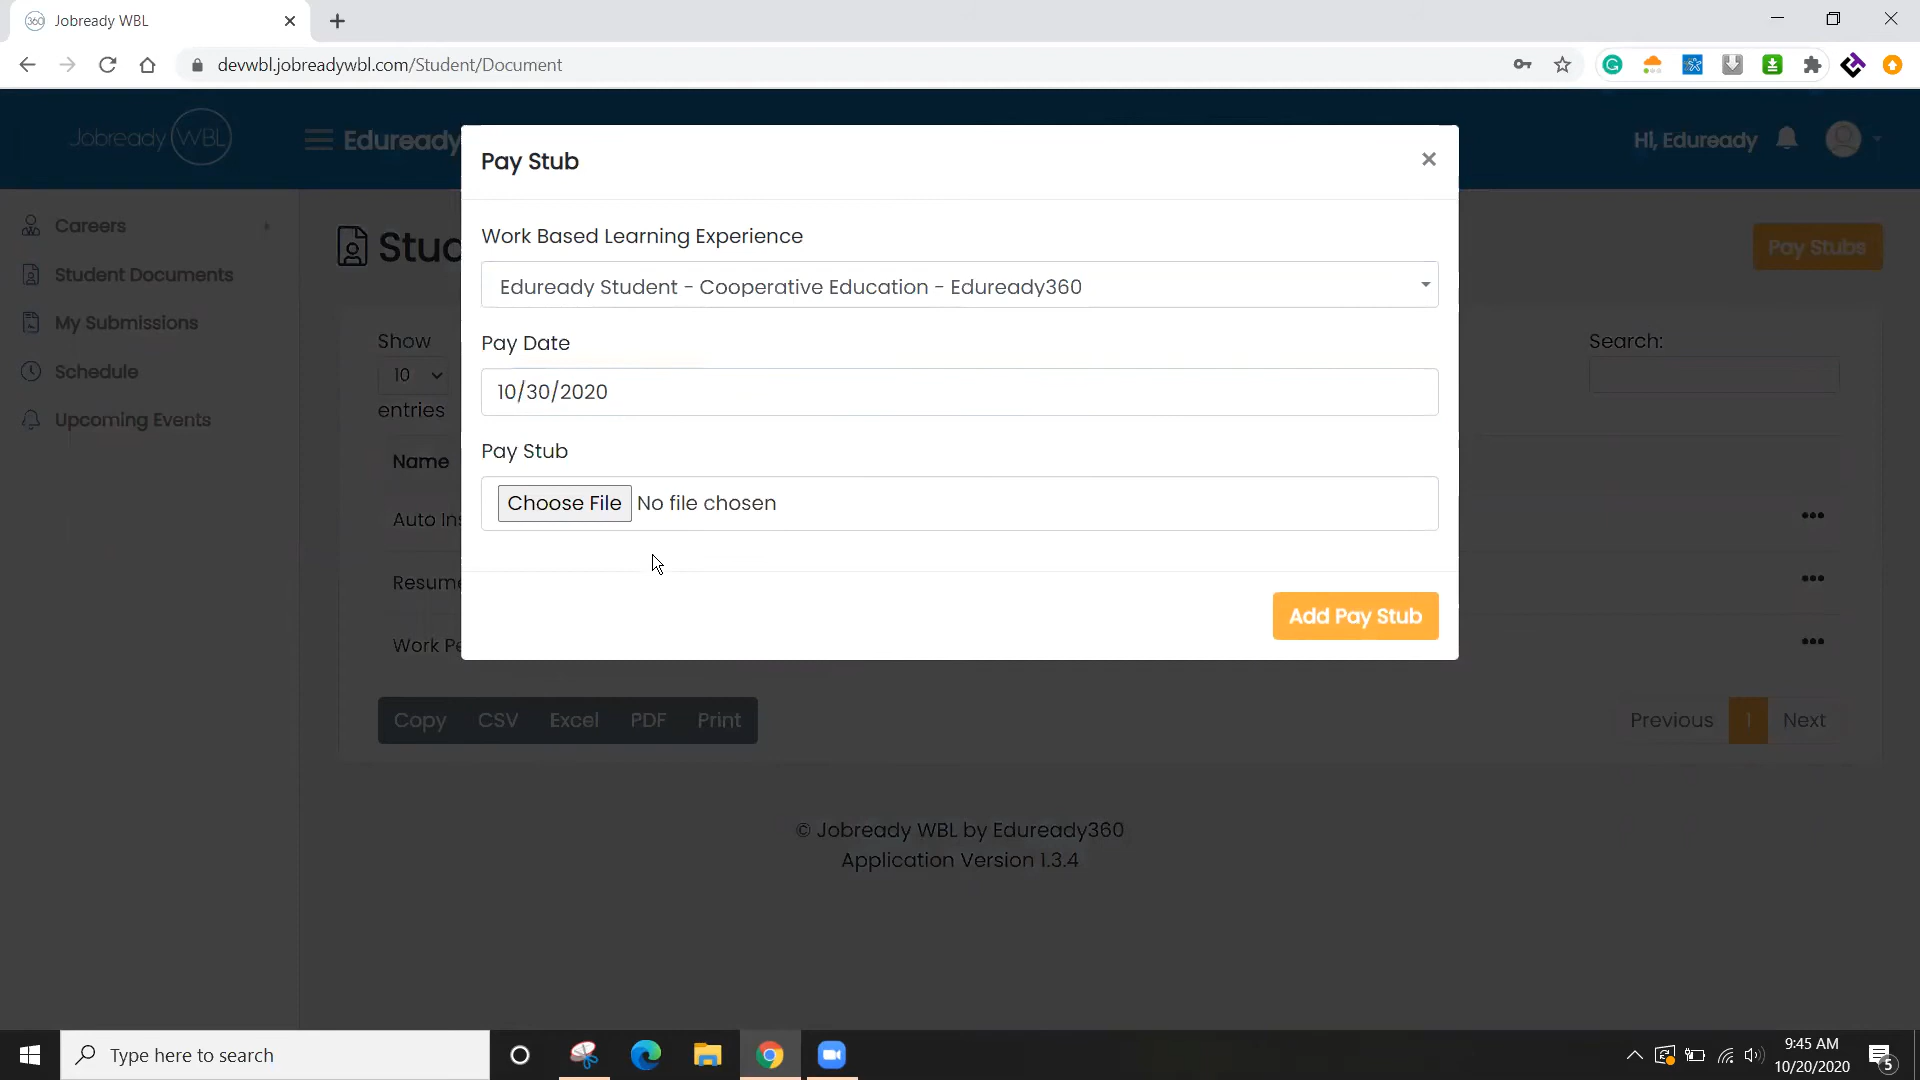 Jobready WBL
devwbl.jobreadywbl.com/Student/Document
Jobready WBL
Eduready
Hi, Eduready
Careers
Student Documents
My Submissions
Schedule
Upcoming Events
Stuc
Pay Stubs
Show
10
entries
Search:
Name
Auto Ins
Resume
Work Pe
Pay Stub
Work Based Learning Experience
Eduready Student - Cooperative Education - Eduready360
Pay Date
10/30/2020
Pay Stub
Choose File No file chosen
Add Pay Stub
Copy CSV Excel PDF Print
Previous 1 Next
© Jobready WBL by Eduready360
Application Version 1.3.4
Type here to search
9:45 AM
10/20/2020
5